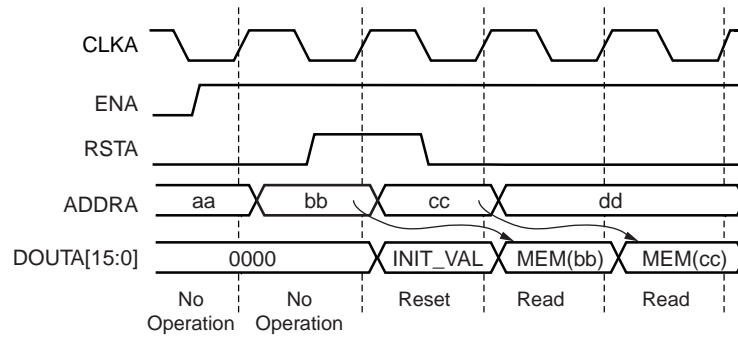 CLKA
ENA
RSTA
ADDRA aa bb cc dd
DOUTA[15:0] 0000 INIT_VAL MEM(bb) MEM(cc)
No No Reset Read Read
Operation Operation